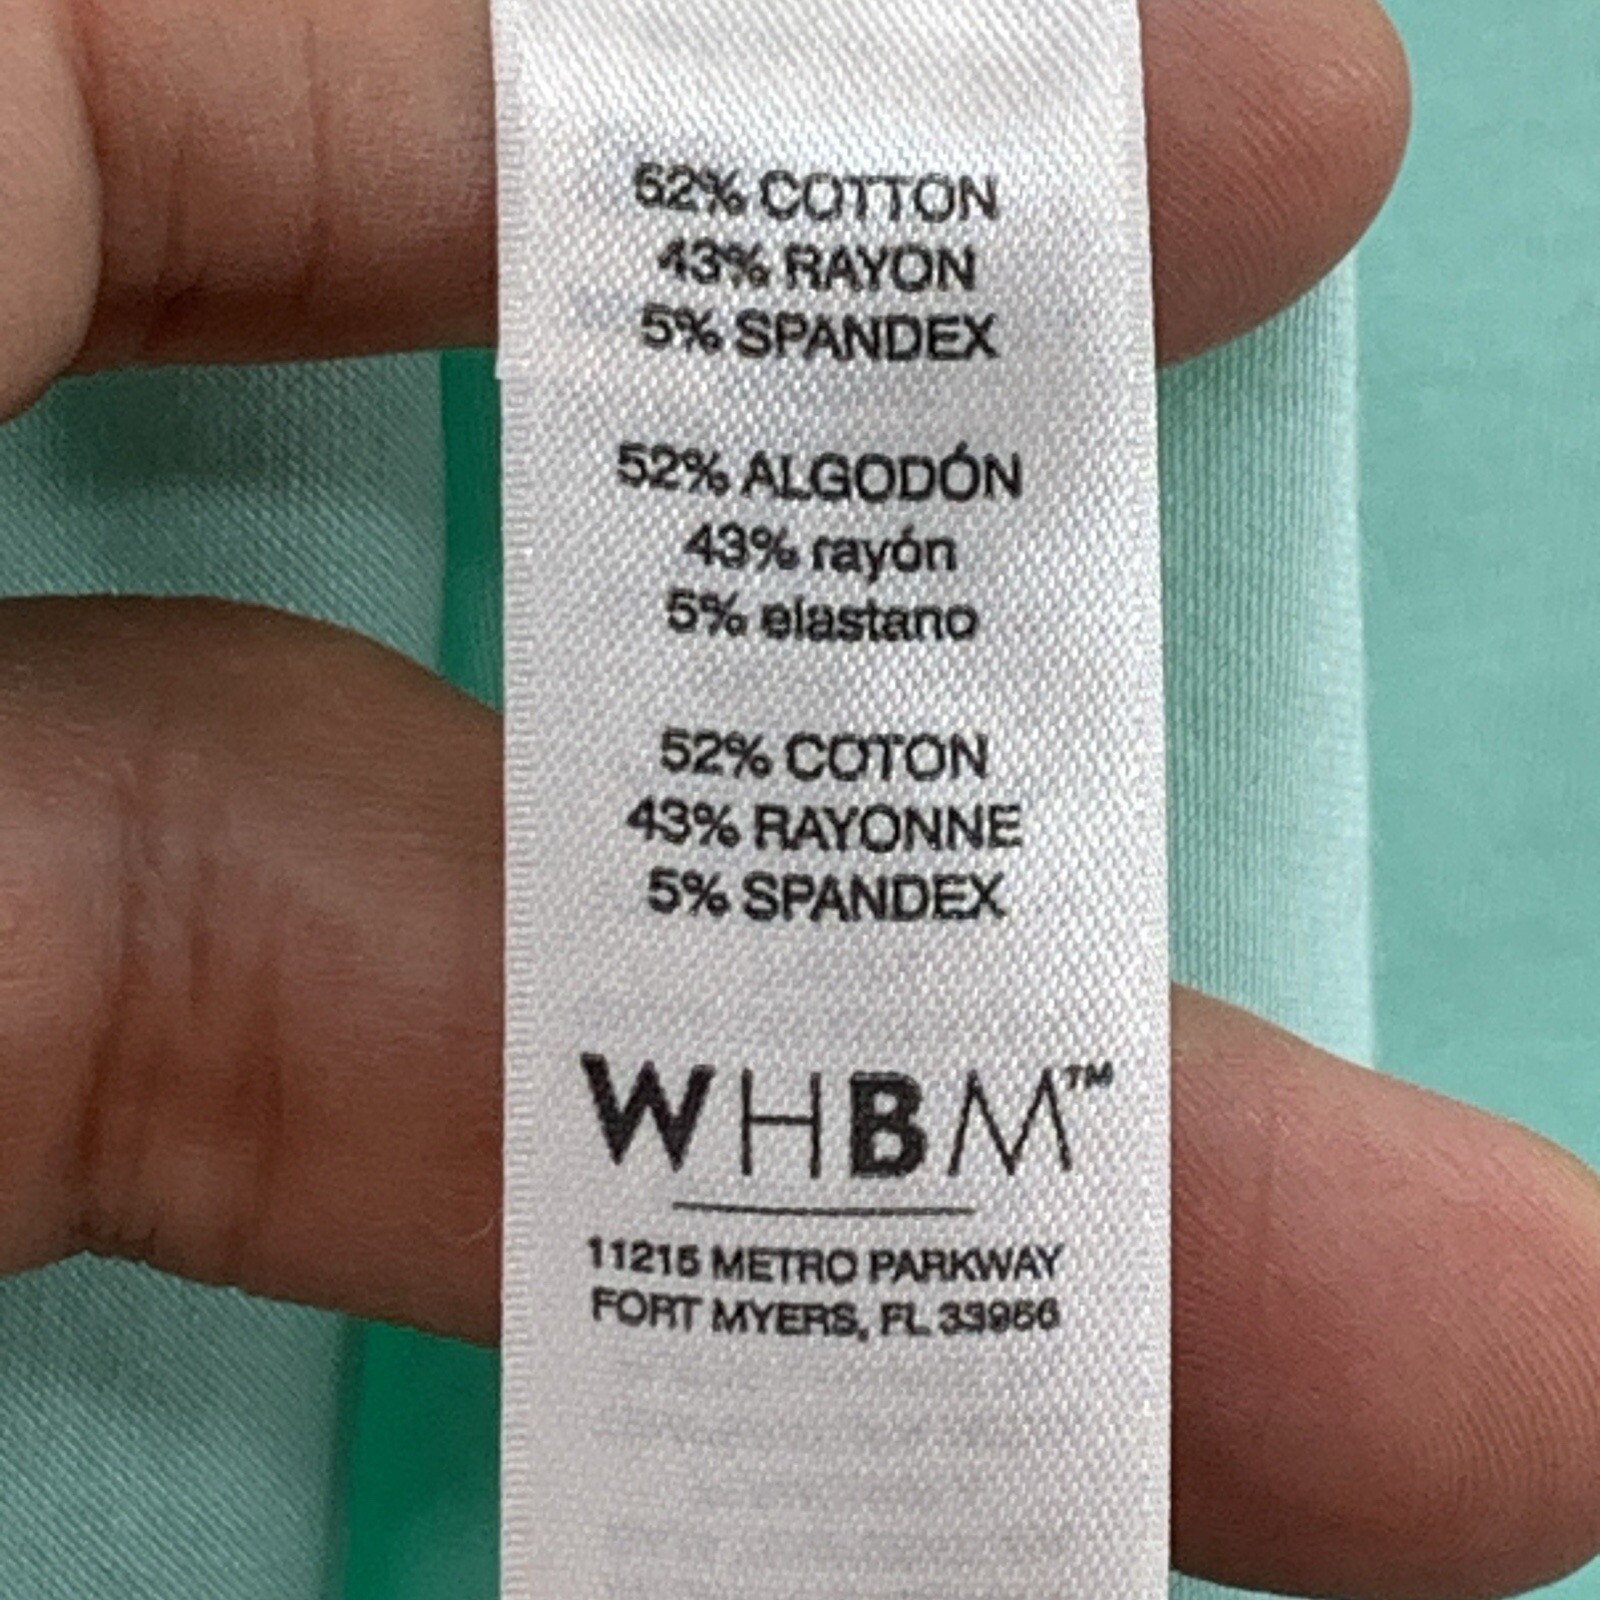 52% COTTON
43% RAYON
5% SPANDEX
52% ALGODÓN
43% rayón
5% elastano
52% COTON
43% RAYONNE
5% SPANDEX
WHBM™
11215 METRO PARKWAY
FORT MYERS, FL 33966